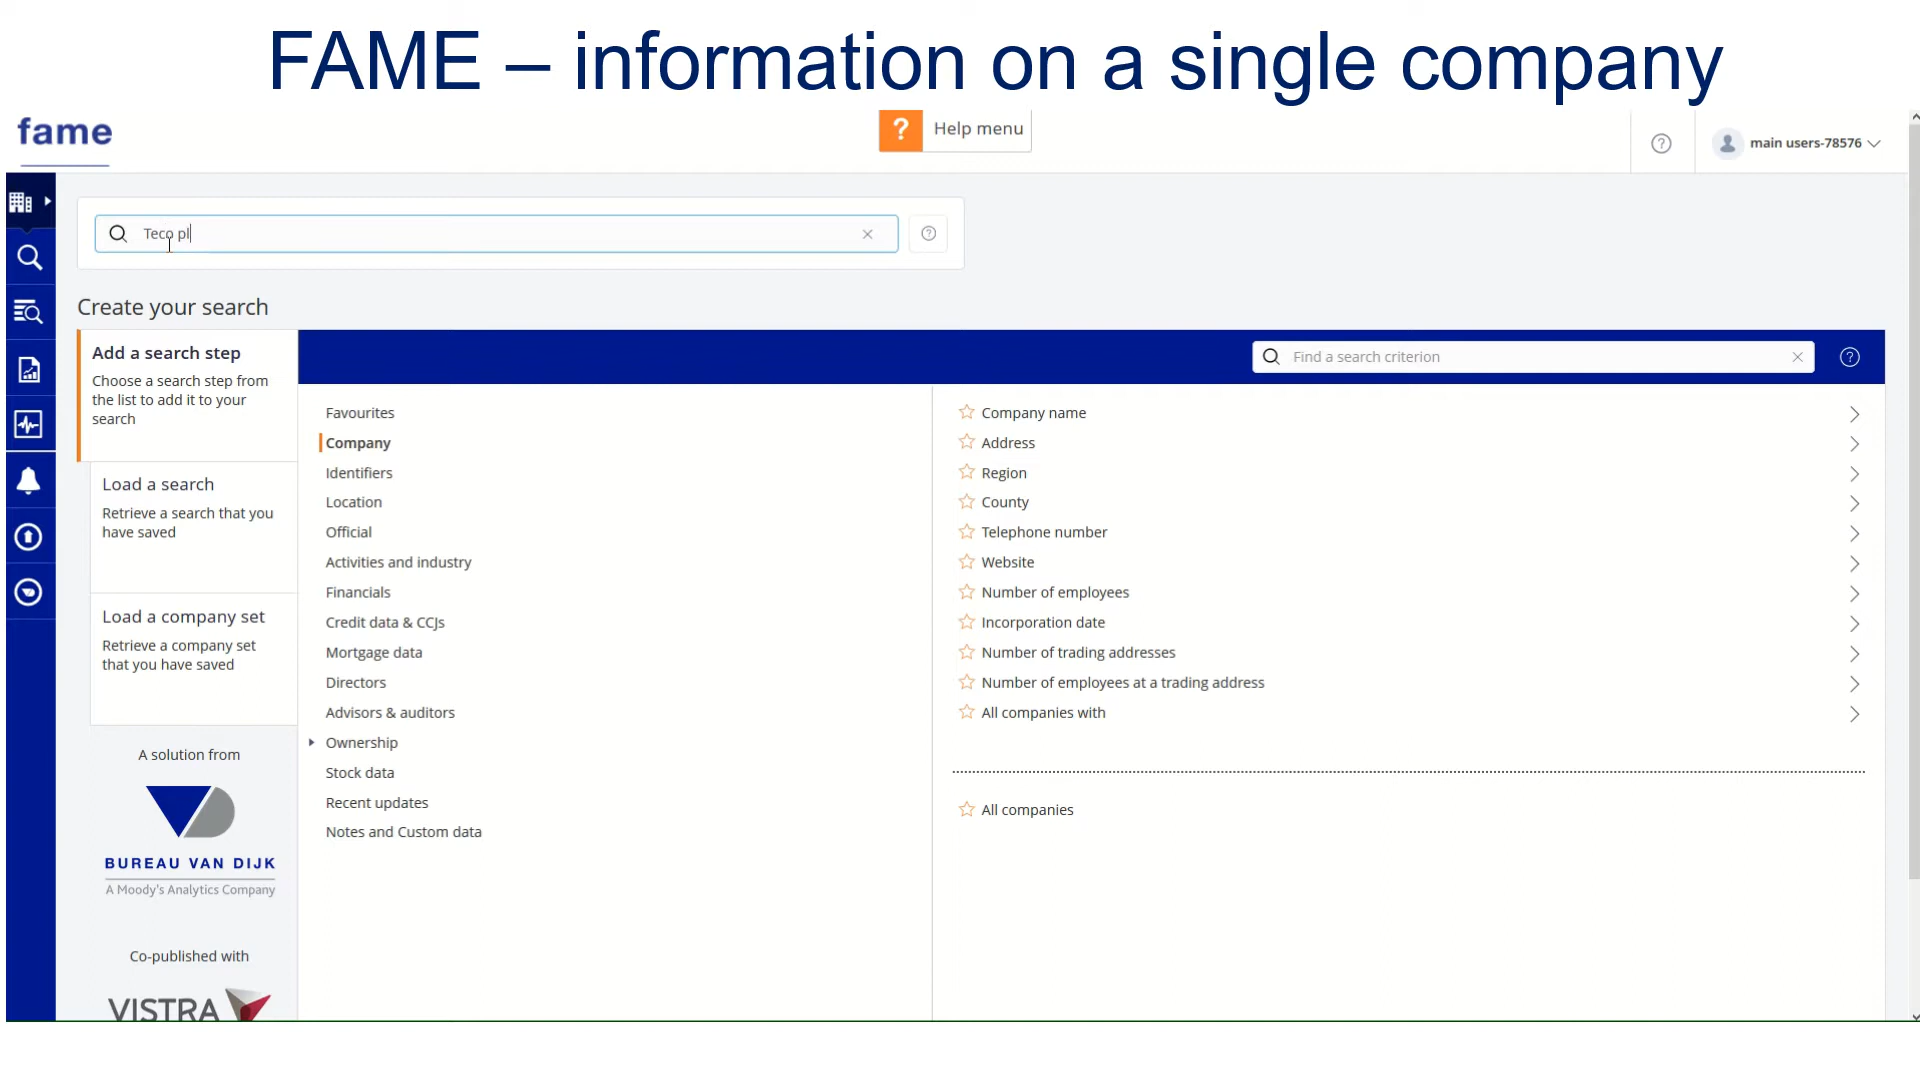 FAME – information on a single company
fame
? Help menu
main users-78576
Teco pl
Create your search
Add a search step
Choose a search step from
the list to add it to your
search
Find a search criterion
Load a search
Retrieve a search that you
have saved
Load a company set
Retrieve a company set
that you have saved
A solution from
BUREAU VAN DIJK
A Moody's Analytics Company
Co-published with
VISTRA
Favourites
Company
Identifiers
Location
Official
Activities and industry
Financials
Credit data & CCJs
Mortgage data
Directors
Advisors & auditors
Ownership
Stock data
Recent updates
Notes and Custom data
Company name
Address
Region
County
Telephone number
Website
Number of employees
Incorporation date
Number of trading addresses
Number of employees at a trading address
All companies with
All companies